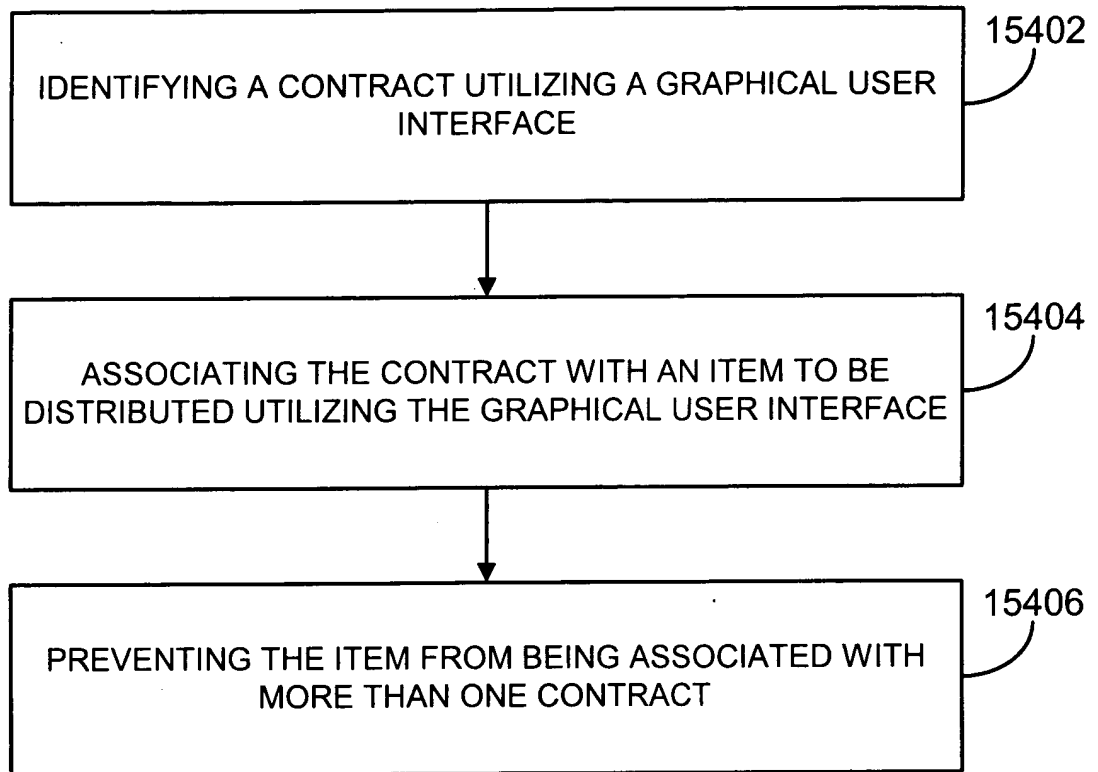 15402
IDENTIFYING A CONTRACT UTILIZING A GRAPHICAL USER
INTERFACE
15404
ASSOCIATING THE CONTRACT WITH AN ITEM TO BE
DISTRIBUTED UTILIZING THE GRAPHICAL USER INTERFACE
15406
PREVENTING THE ITEM FROM BEING ASSOCIATED WITH
MORE THAN ONE CONTRACT